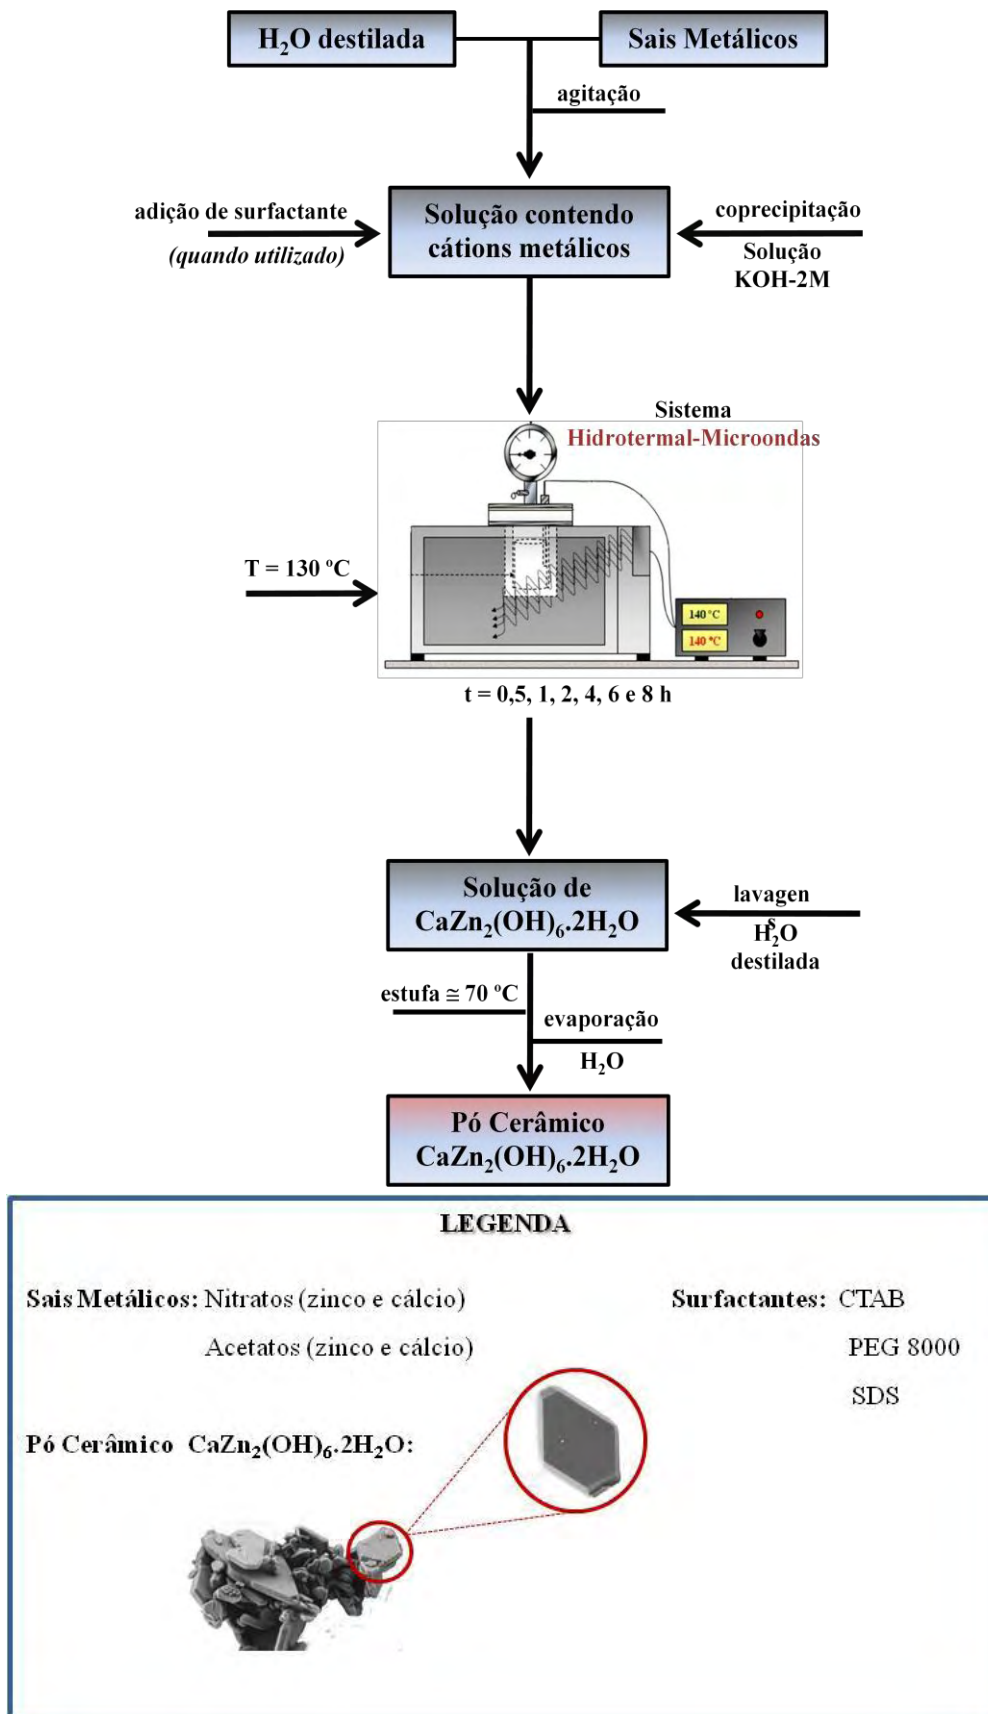 H₂O destilada
Sais Metálicos
agitação
adição de surfactante
(quando utilizado)
Solução contendo
cátions metálicos
coprecipitação
Solução
KOH-2M
Sistema
Hidrotermal-Microondas
T = 130 ºC
140 °C
140 °C
t = 0,5, 1, 2, 4, 6 e 8 h
Solução de
CaZn₂(OH)₆.2H₂O
lavagen
s
H₂O
destilada
estufa ≅ 70 ºC
evaporação
H₂O
Pó Cerâmico
CaZn₂(OH)₆.2H₂O
LEGENDA
Sais Metálicos: Nitratos (zinco e cálcio)
Acetatos (zinco e cálcio)
Surfactantes: CTAB
PEG 8000
SDS
Pó Cerâmico CaZn₂(OH)₆.2H₂O: